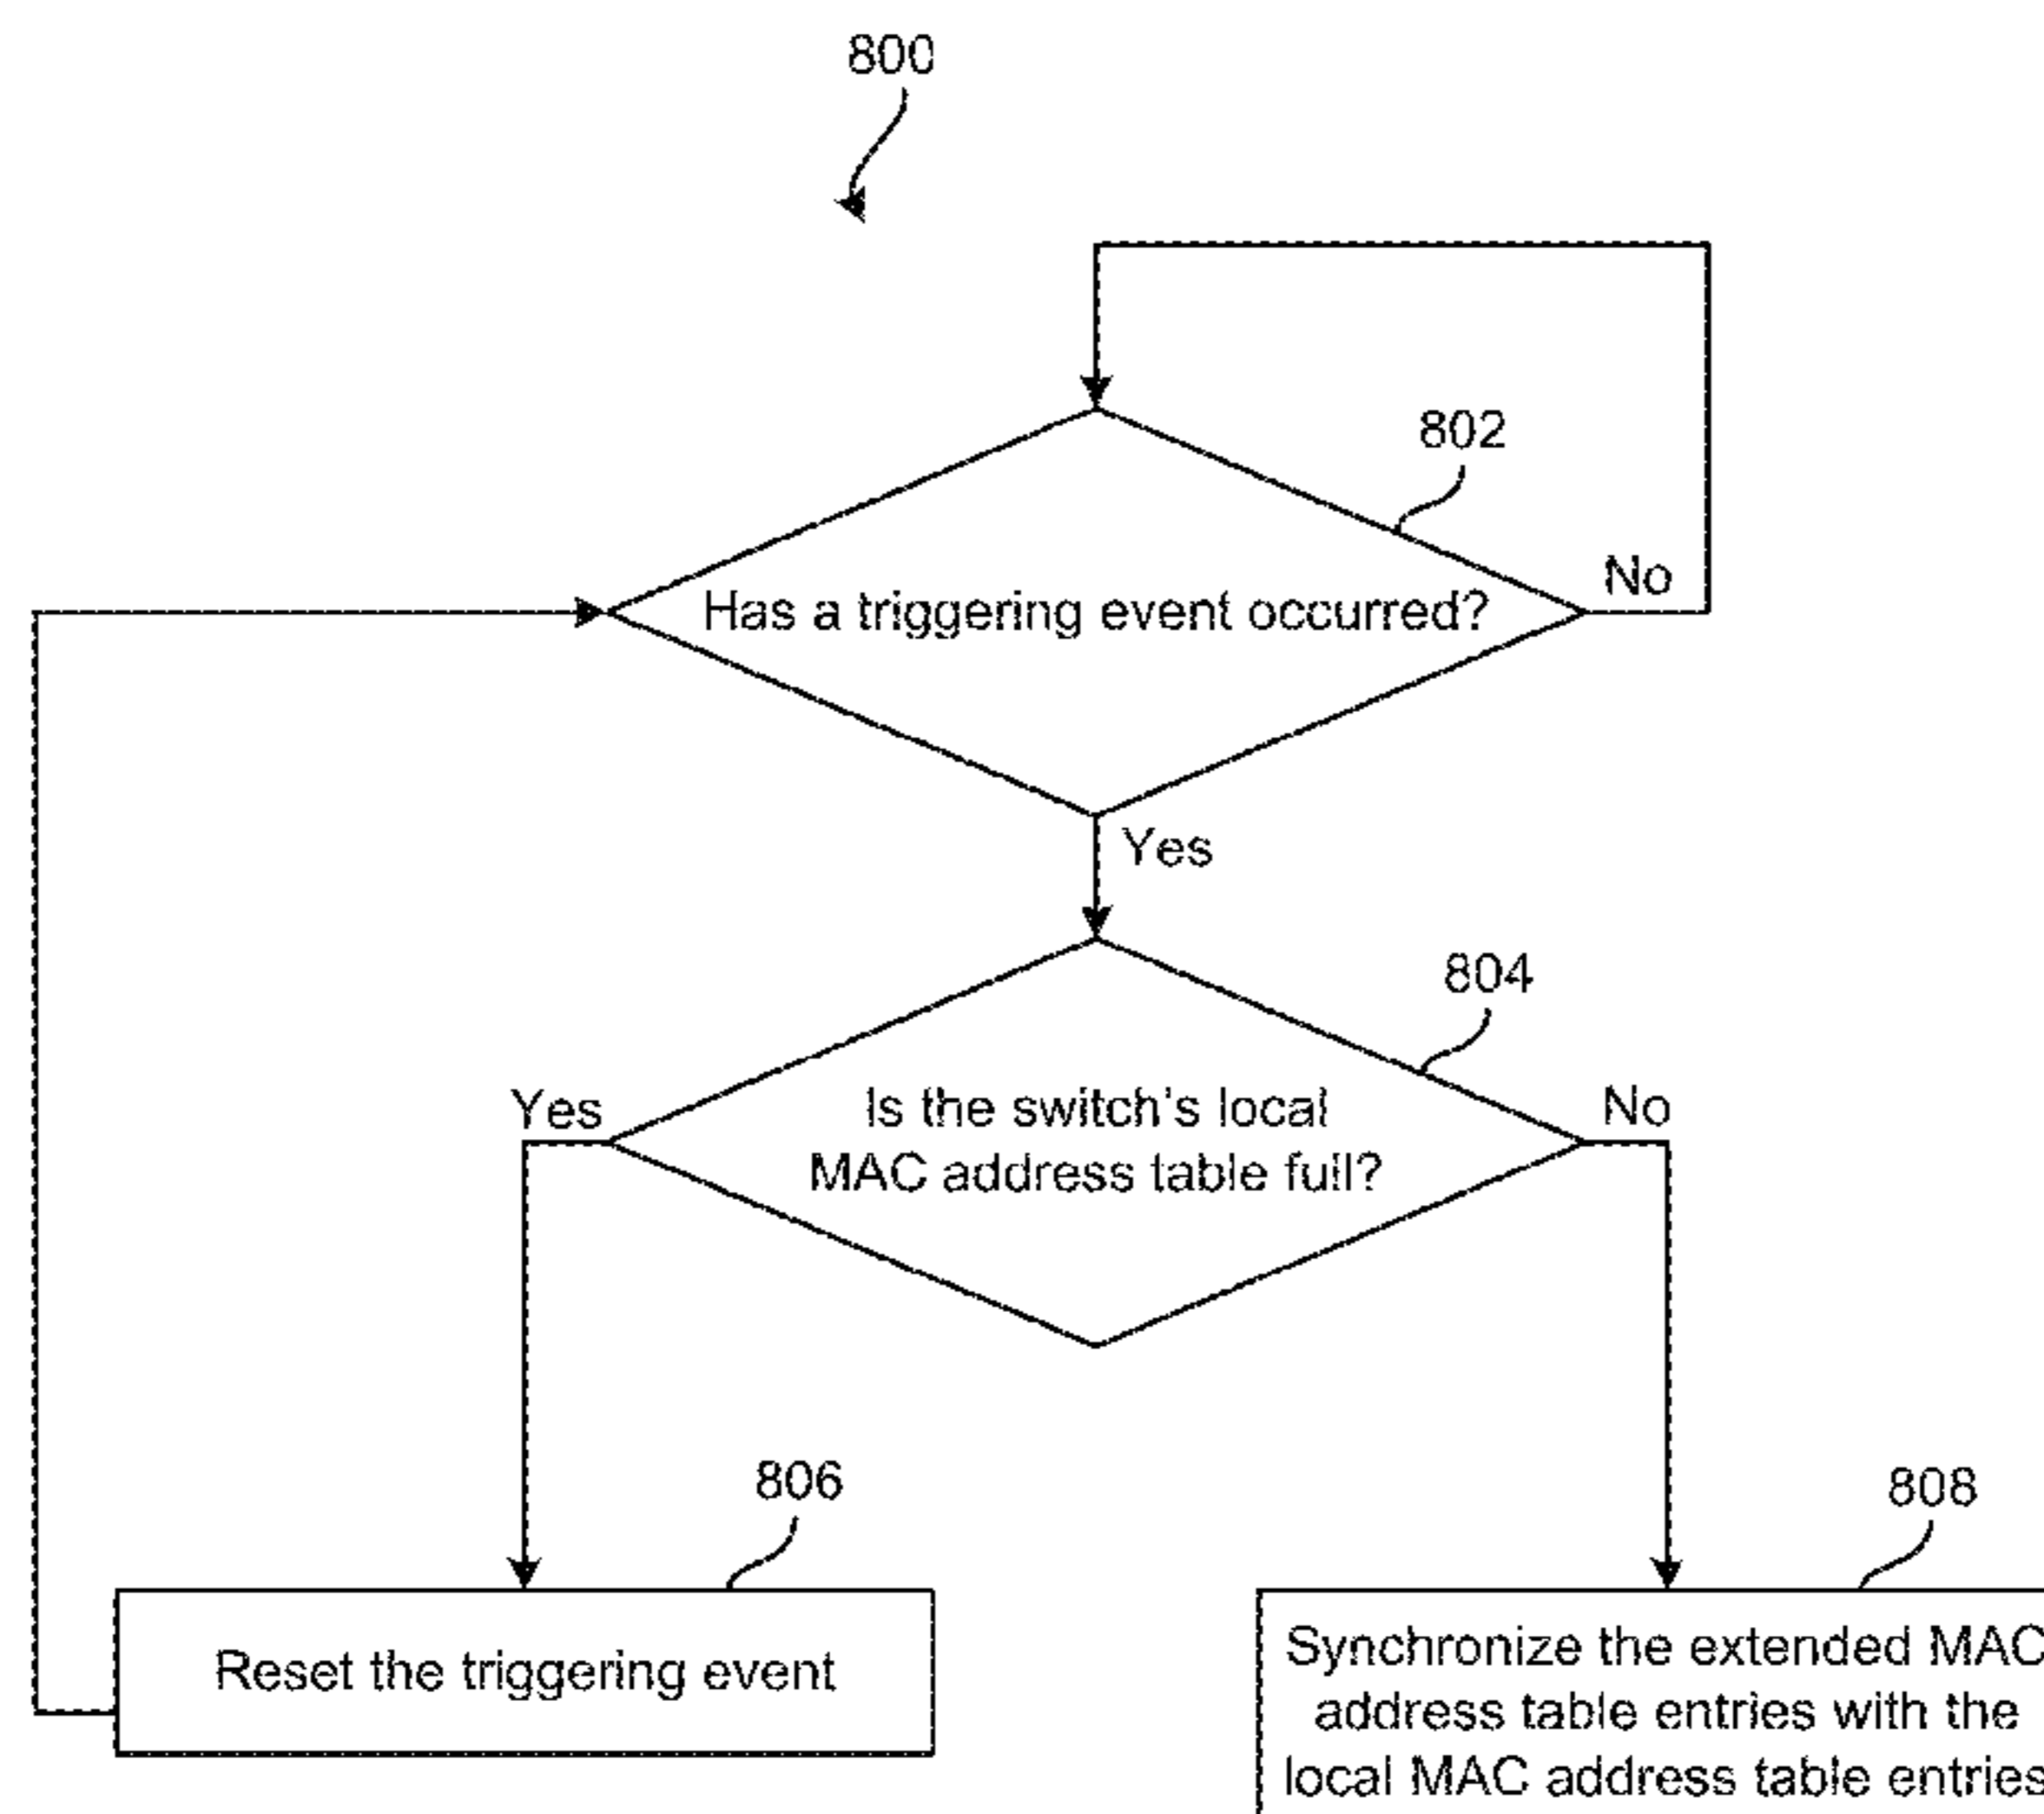 800
802
No
Has a triggering event occurred?
Yes
804
Yes
Is the switch's local
MAC address table full?
No
806
808
Reset the triggering event
Synchronize the extended MAC
address table entries with the
local MAC address table entries